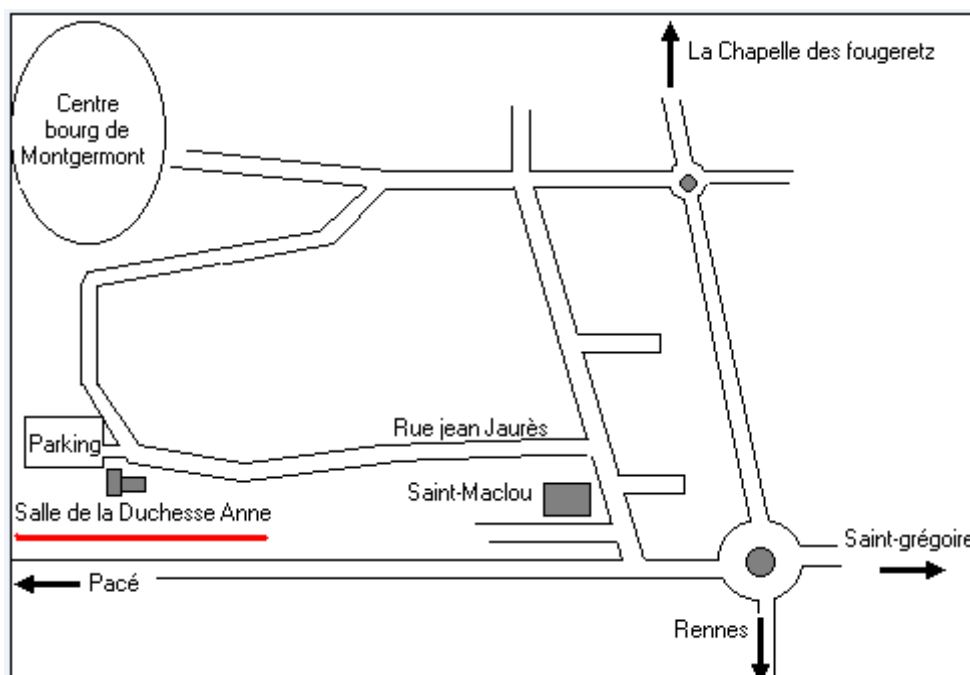 La Chapelle des fougeretz
Centre
bourg de
Montgermont
Rue jean Jaurès
Parking
Saint-Maclou
Salle de la Duchesse Anne
Saint-grégoire
Pacé
Rennes